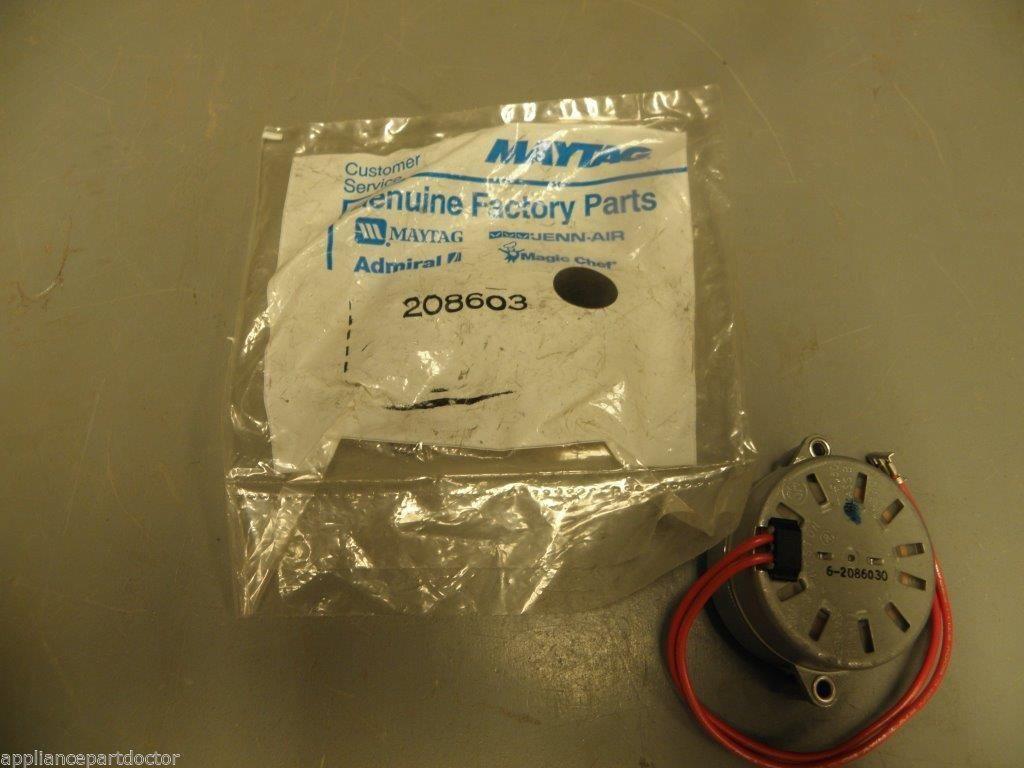 Customer
Service
MAYTAG
Genuine Factory Parts
MAYTAG
JENN-AIR
Admiral
Magic Chef
208603
6-2086030
appliancepartdoctor